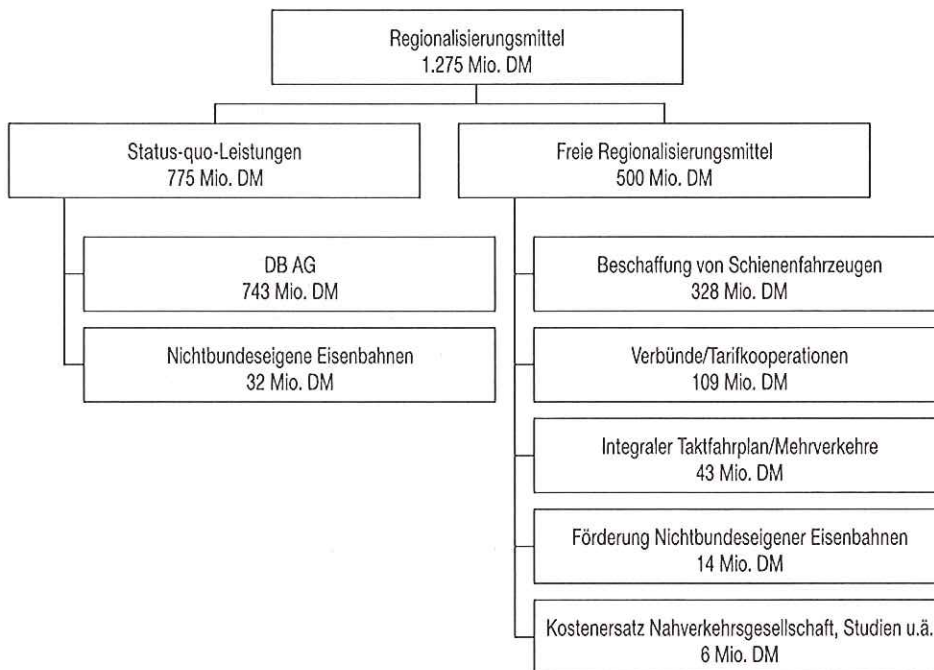 Regionalisierungsmittel
1.275 Mio. DM
Status-quo-Leistungen
775 Mio. DM
Freie Regionalisierungsmittel
500 Mio. DM
DB AG
743 Mio. DM
Nichtbundeseigene Eisenbahnen
32 Mio. DM
Beschaffung von Schienenfahrzeugen
328 Mio. DM
Verbünde/Tarifkooperationen
109 Mio. DM
Integraler Taktfahrplan/Mehrverkehre
43 Mio. DM
Förderung Nichtbundeseigener Eisenbahnen
14 Mio. DM
Kostenersatz Nahverkehrsgesellschaft, Studien u.ä.
6 Mio. DM